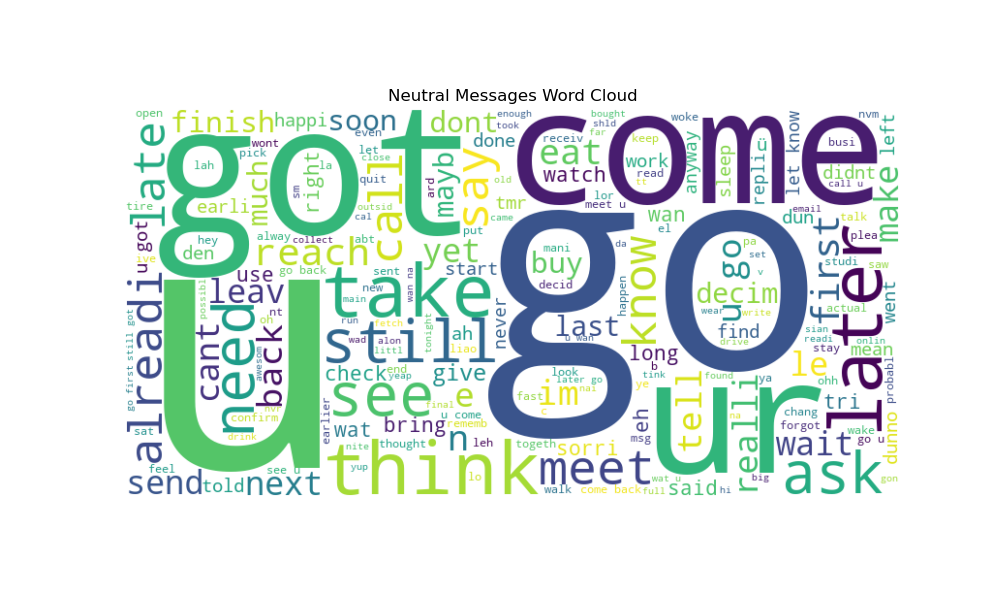 Neutral Messages Word Cloud
open
finish
happi
soon
dont
enough
took
come
bought
shld
far
woke
nvm
late
got
lah
wont
pick
la
sm
right
even
let
close
quit
call
mayb
ard
say
done
receiv
eat
watch
keep
work
read
tt
anyway
sleep
replicü
let know
busi
didnt
call u
left
make
tire
earli
much
outsid
cal
old
tmr
lor
meet u
wan
el
dun
email
talk
plea
u got
ive
hey
den
alway
collect
abt
reach
put
came
yet
da
mani
buy
decid
pa
set
v
go
u
first
studi
saw
went
later
alreadi
go first
still got
use
leav
nt
go back
sent
new
wan na
start
take
main
never
happen
know
decim
wear
write
find
drive
actual
sian
readi
onlin
mean
possibl
u
need
cant
oh
back
awesom
run
wad
fetch
alon
littl
tonight
still
liao
ah
last
u wan
long
b
tink
found
stay
le
probabl
nvr
confirm
drink
end
yeap
check
give
look
later go
fast
nai
im
c
ye
tell
na
ur
ya
ohh
tri
chang
forgot
wake
go u
dunno
sat
feel
see u
earlier
see
final
e
u come
rememb
wat
bring
n
leh
togeth
sorri
eh
msg
realli
wait
send
told
next
nite
yup
thought
think
lo
meet
walk
come back
full
wat u
said
hi
big
ask
gon